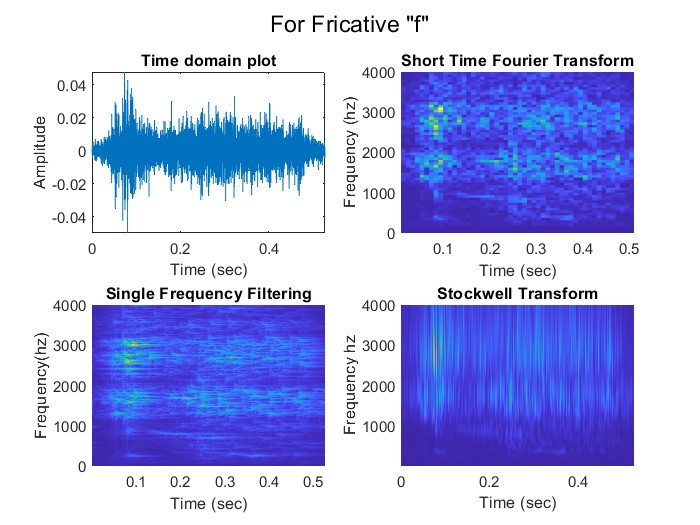 For Fricative "f"
Time domain plot
0.04
0.02
0
-0.02
-0.04
Amplitude
0 0.2 0.4
Time (sec)
Short Time Fourier Transform
4000
3000
2000
1000
0
Frequency (hz)
0.1 0.2 0.3 0.4 0.5
Time (sec)
Single Frequency Filtering
4000
3000
2000
1000
0
Frequency(hz)
0.1 0.2 0.3 0.4 0.5
Time (sec)
Stockwell Transform
4000
3000
2000
1000
0
Frequency hz
0 0.2 0.4
Time (sec)